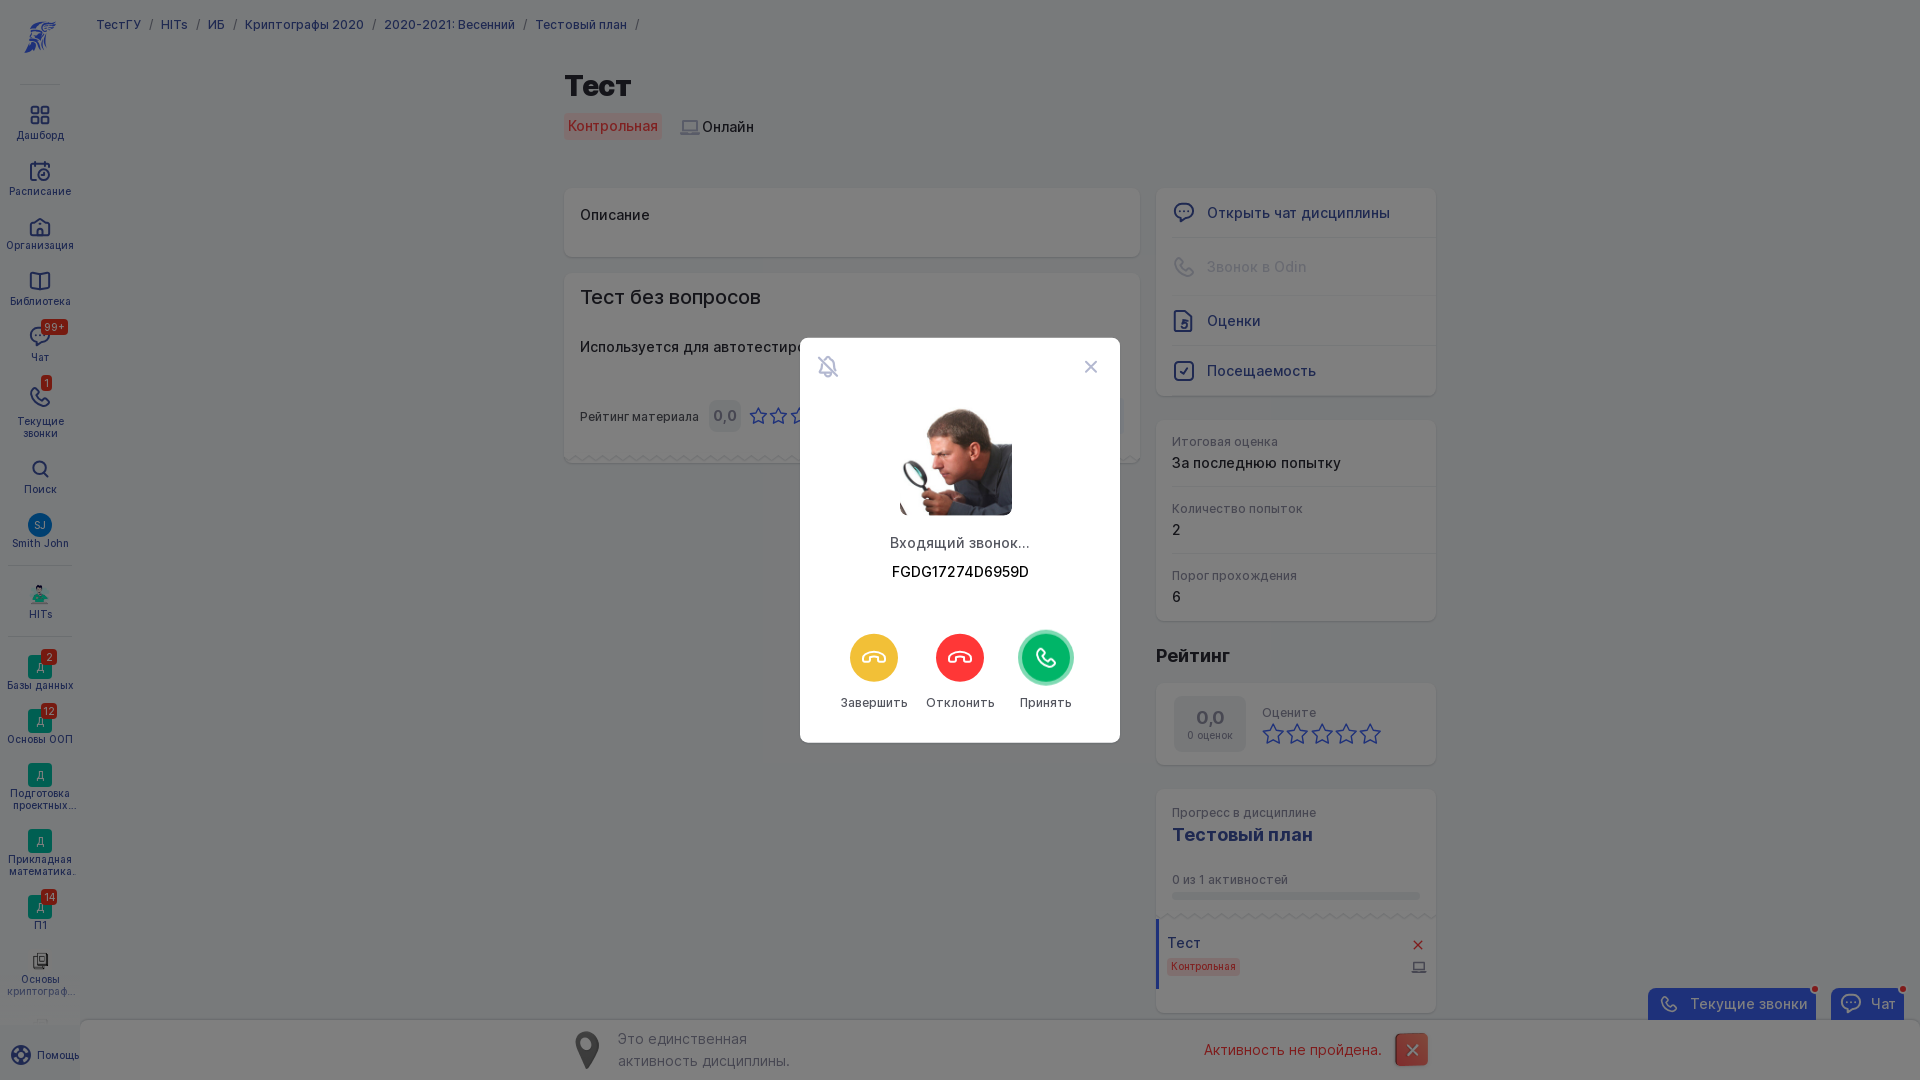 ТестГУ / HITs / ИБ / Криптографы 2020 / 2020-2021: Весенний / Тестовый план /
Дашборд
Расписание
Организация
Библиотека
99+
Чат
1
Текущие
звонки
Поиск
SJ
Smith John
HITs
2
Д
Базы данных
12
Д
Основы ООП
Д
Подготовка
проектных...
Д
Прикладная
математика.
14
Д
П1
Основы
криптограф...
Помощь
Тест
Контрольная
Онлайн
Описание
Тест без вопросов
Используется для автотестиро
Рейтинг материала 0,0
Входящий звонок...
FGDG17274D6959D
Завершить
Отклонить
Принять
Открыть чат дисциплины
Звонок в Odin
Оценки
Посещаемость
Итоговая оценка
За последнюю попытку
Количество попыток
2
Порог прохождения
6
Рейтинг
0,0
0 оценок
Оцените
Прогресс в дисциплине
Тестовый план
0 из 1 активностей
Тест
Контрольная
Текущие звонки
Чат
Это единственная
активность дисциплины.
Активность не пройдена.